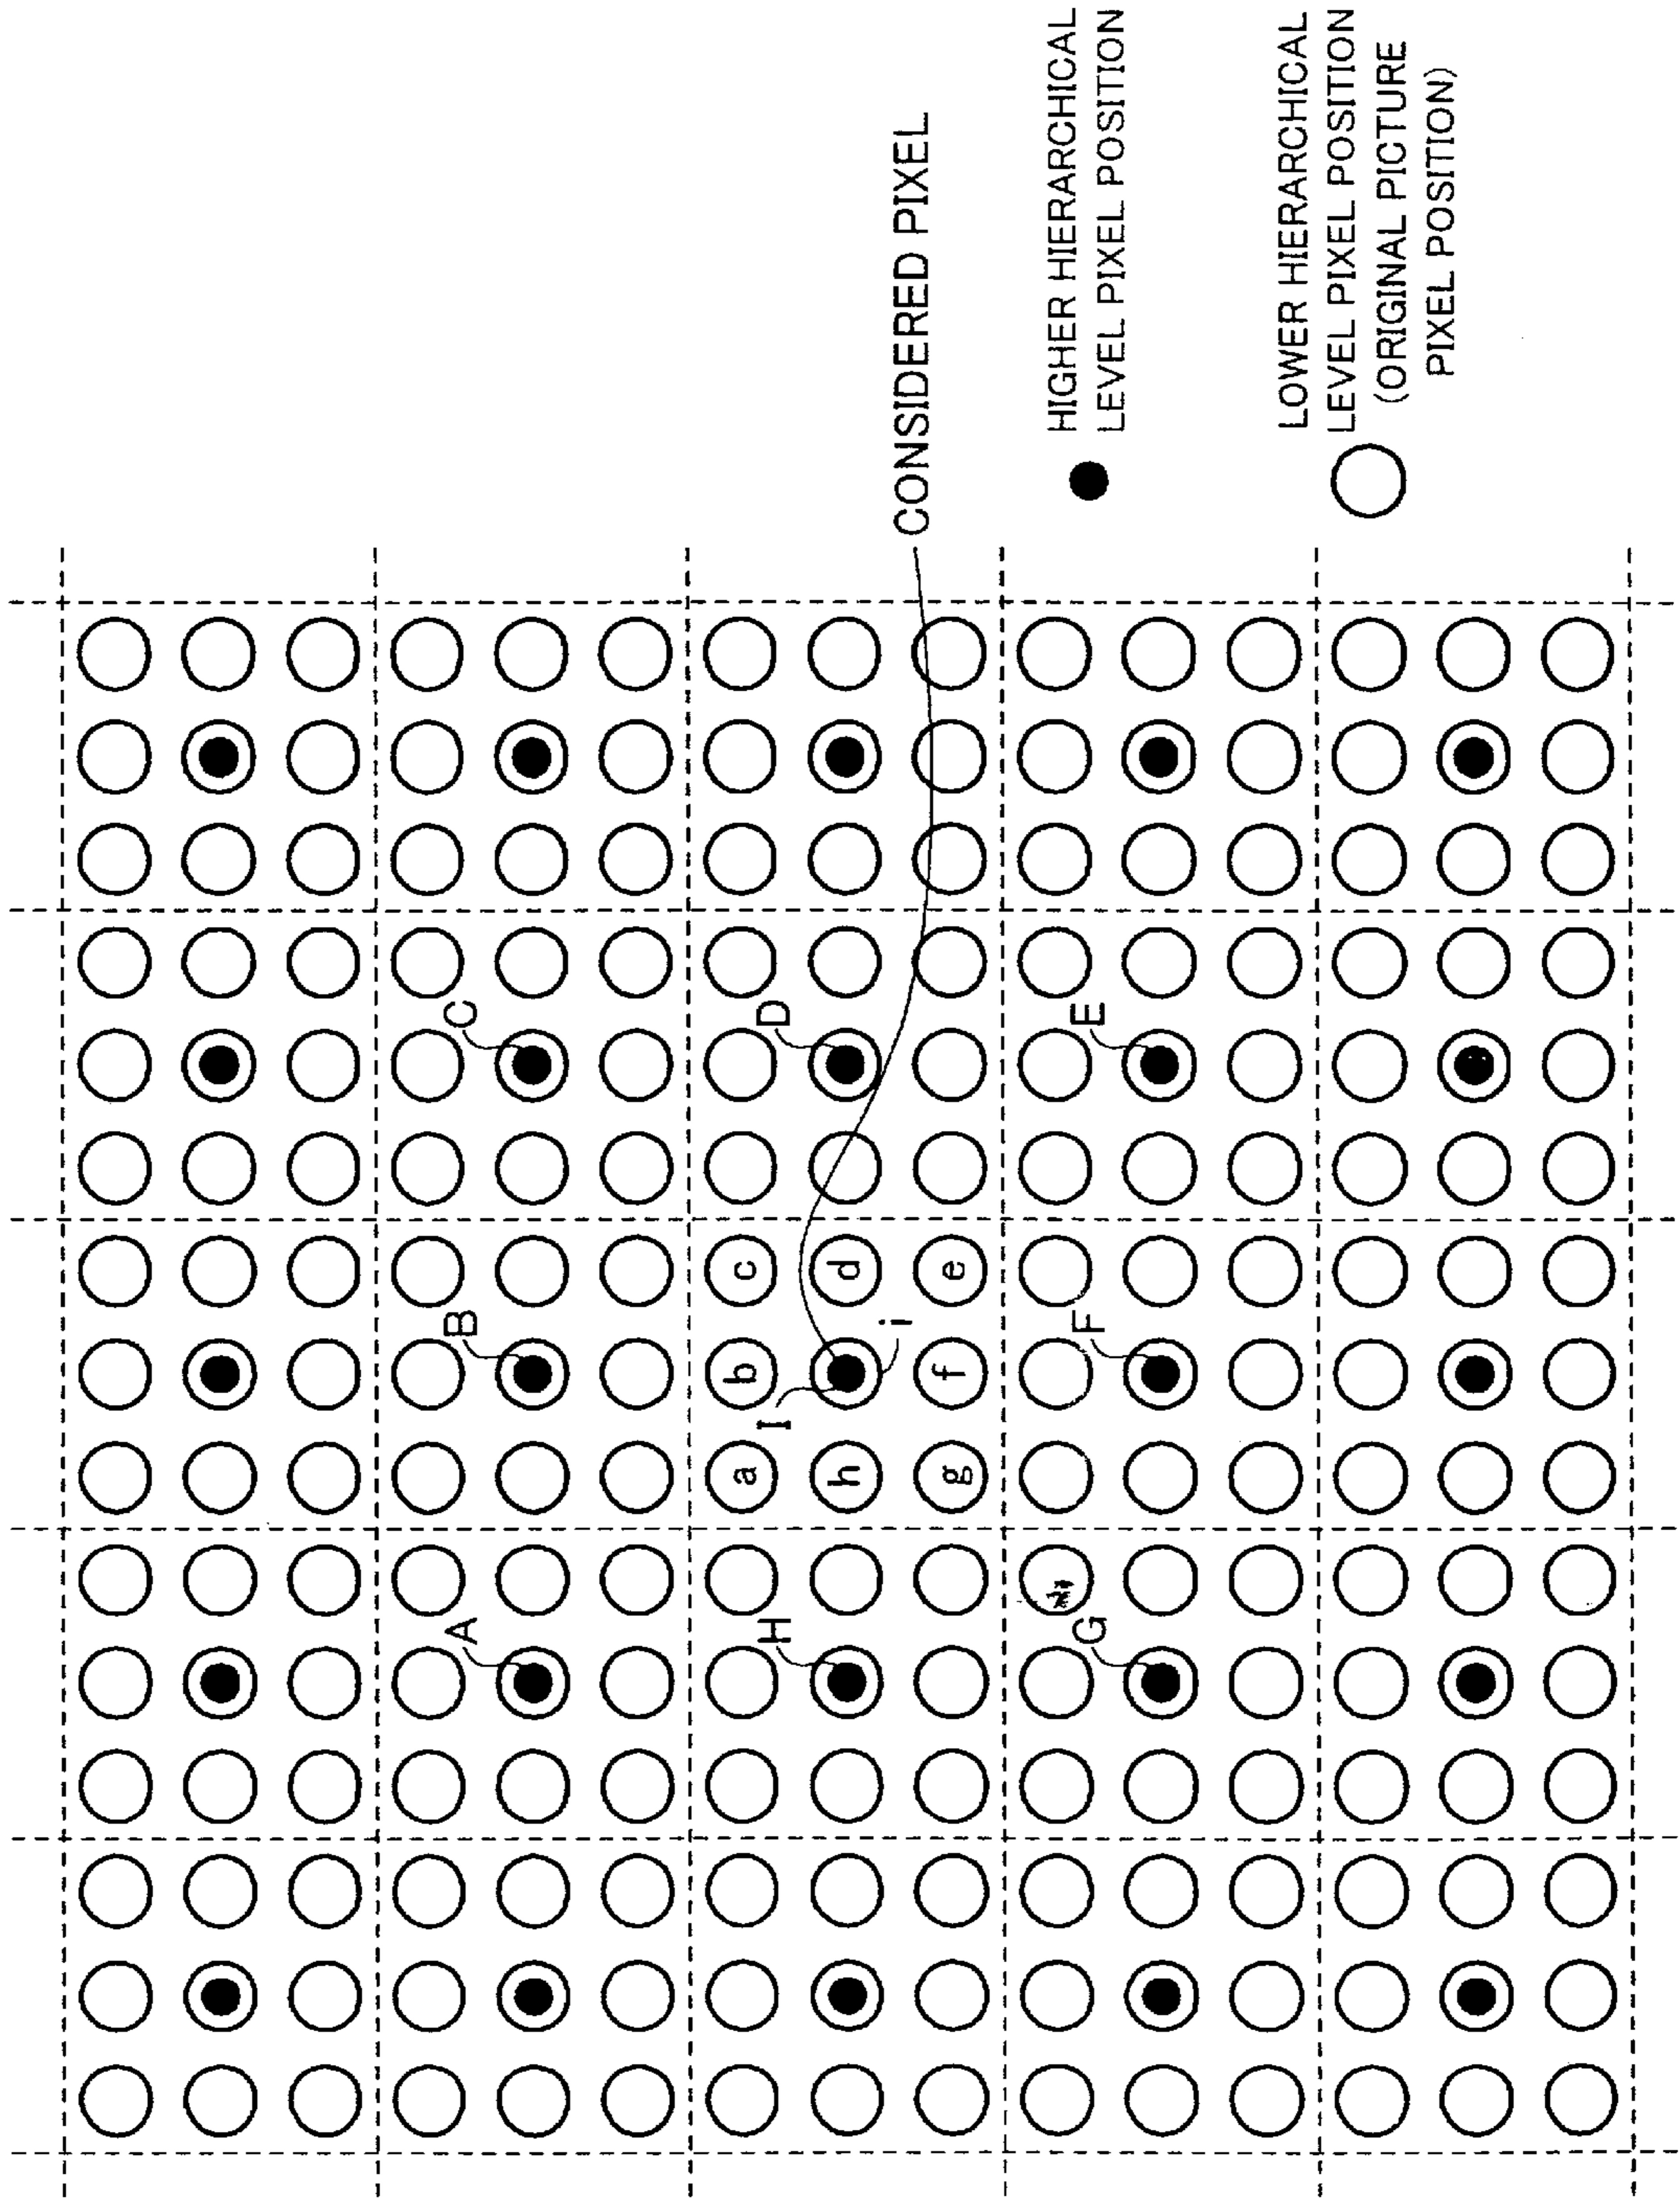 A
B
C
a
b
c
H
I
D
h
d
i
CONSIDERED PIXEL
g
f
e
G
F
E
HIGHER HIERARCHICAL
LEVEL PIXEL POSITION
LOWER HIERARCHICAL
LEVEL PIXEL POSITION
(ORIGINAL PICTURE
PIXEL POSITION)